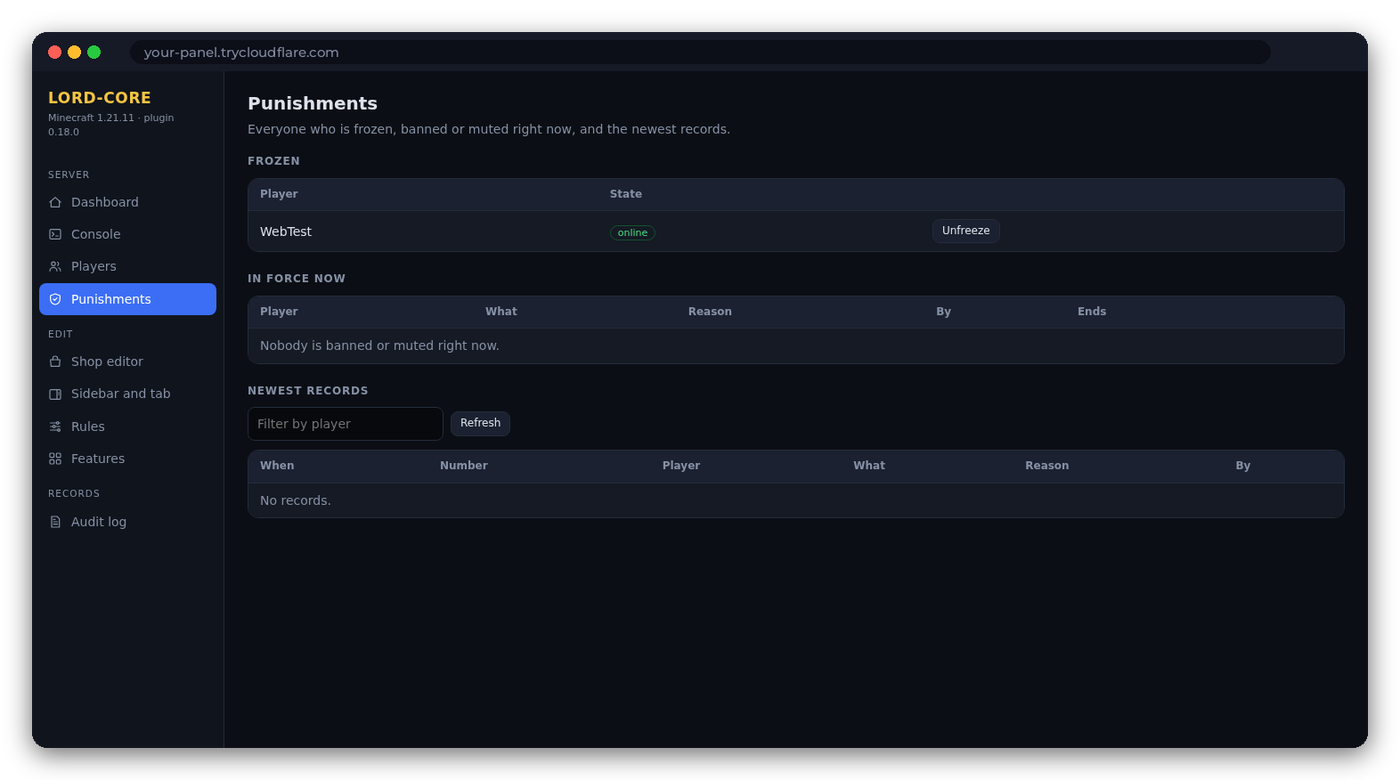 your-panel.trycloudflare.com
LORD-CORE
Minecraft 1.21.11 · plugin
0.18.0
SERVER
Dashboard
Console
Players
Punishments
EDIT
Shop editor
Sidebar and tab
Rules
Features
RECORDS
Audit log
Punishments
Everyone who is frozen, banned or muted right now, and the newest records.
FROZEN
Player State
WebTest online Unfreeze
IN FORCE NOW
Player What Reason By Ends
Nobody is banned or muted right now.
NEWEST RECORDS
Filter by player Refresh
When Number Player What Reason By
No records.